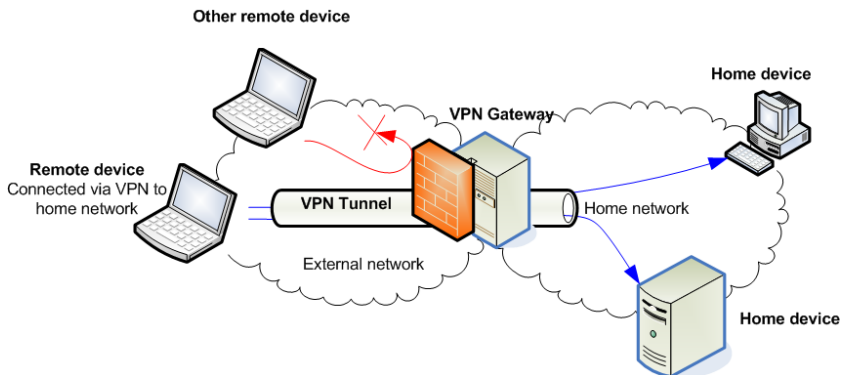 Other remote device
Home device
VPN Gateway
Remote device
Connected via VPN to
home network
VPN Tunnel
Home network
External network
Home device